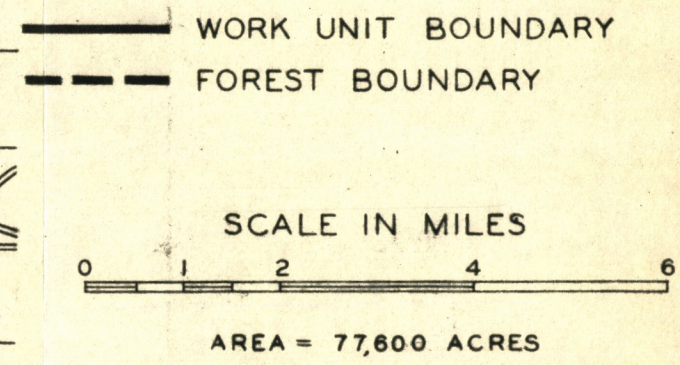 WORK UNIT BOUNDARY
FOREST BOUNDARY
SCALE IN MILES
0 1 2 4 6
AREA = 77,600 ACRES